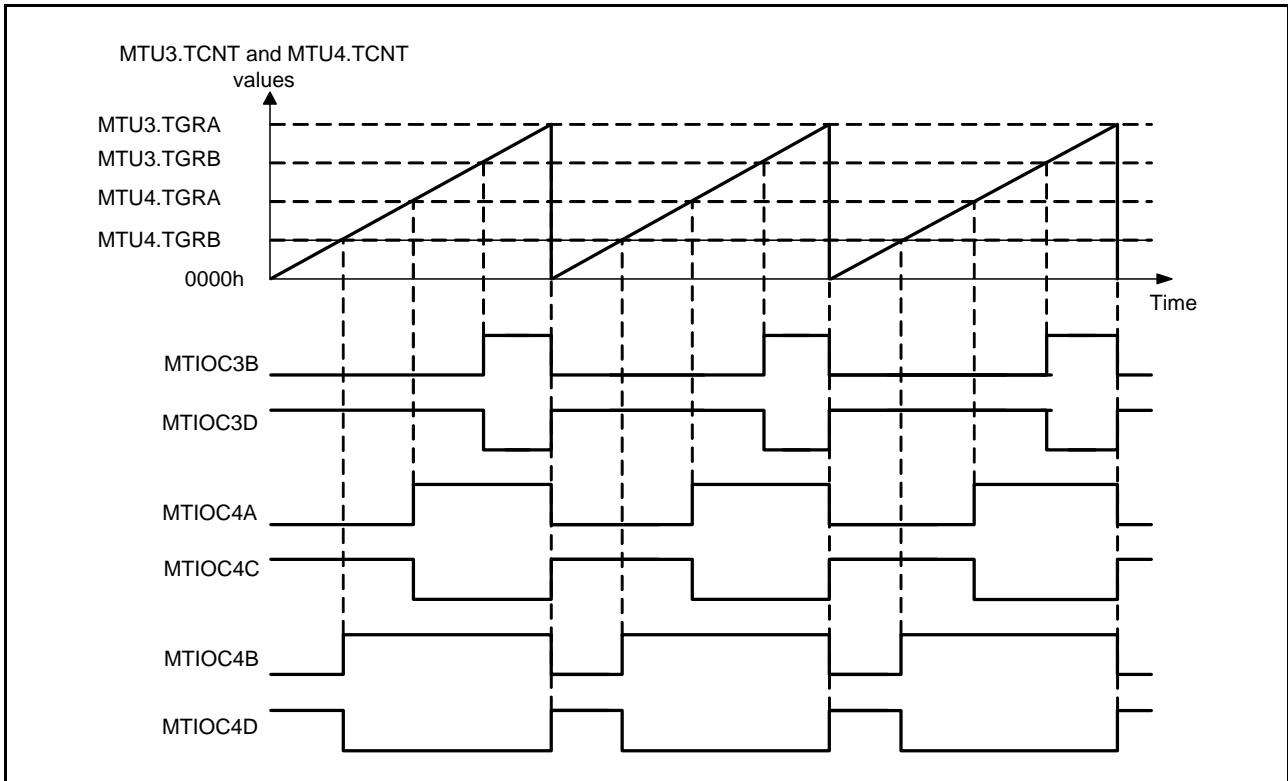 MTU3.TCNT and MTU4.TCNT
values
MTU3.TGRA
MTU3.TGRB
MTU4.TGRA
MTU4.TGRB
0000h
Time
MTIOC3B
MTIOC3D
MTIOC4A
MTIOC4C
MTIOC4B
MTIOC4D